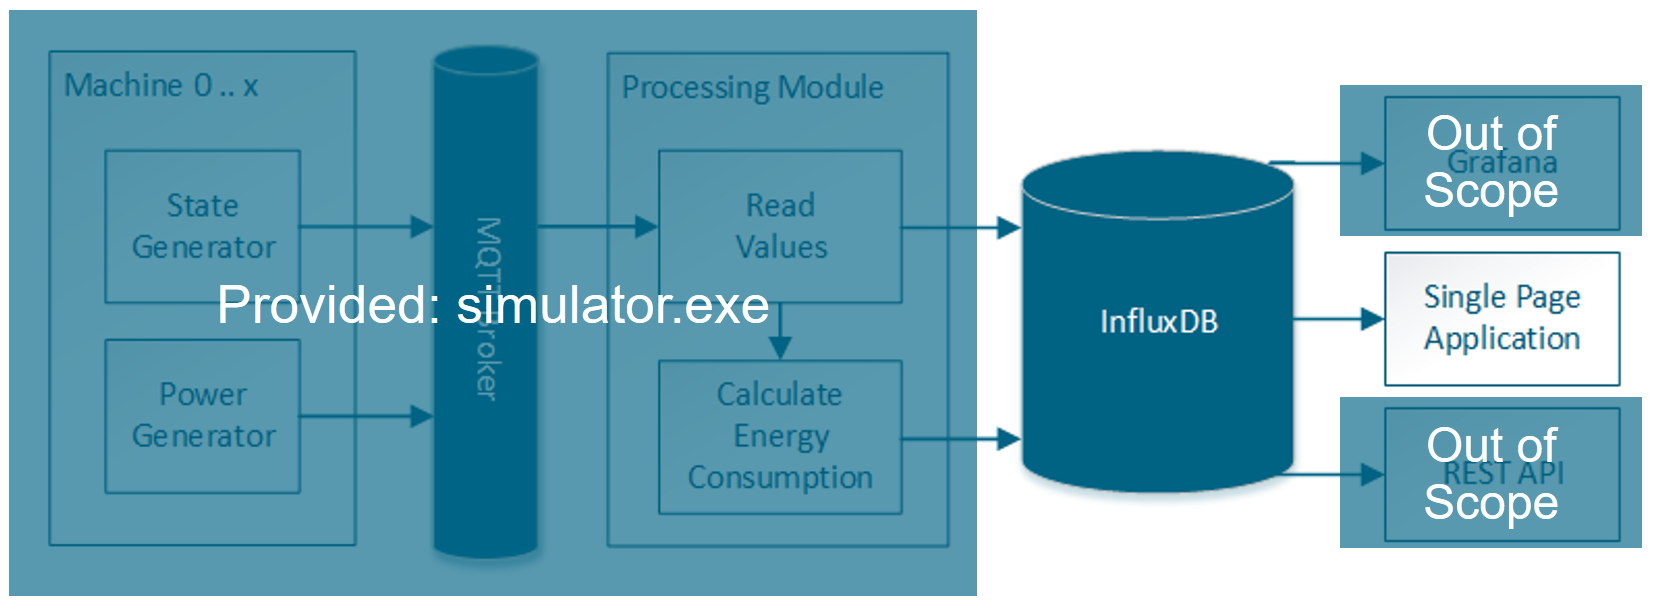 Machine 0 .. x
State
Generator
Power
Generator
MQTT broker
Provided: simulator.exe
Processing Module
Read
Values
Calculate
Energy
Consumption
InfluxDB
Out of
Grafana
Scope
Single Page
Application
Out of
REST API
Scope